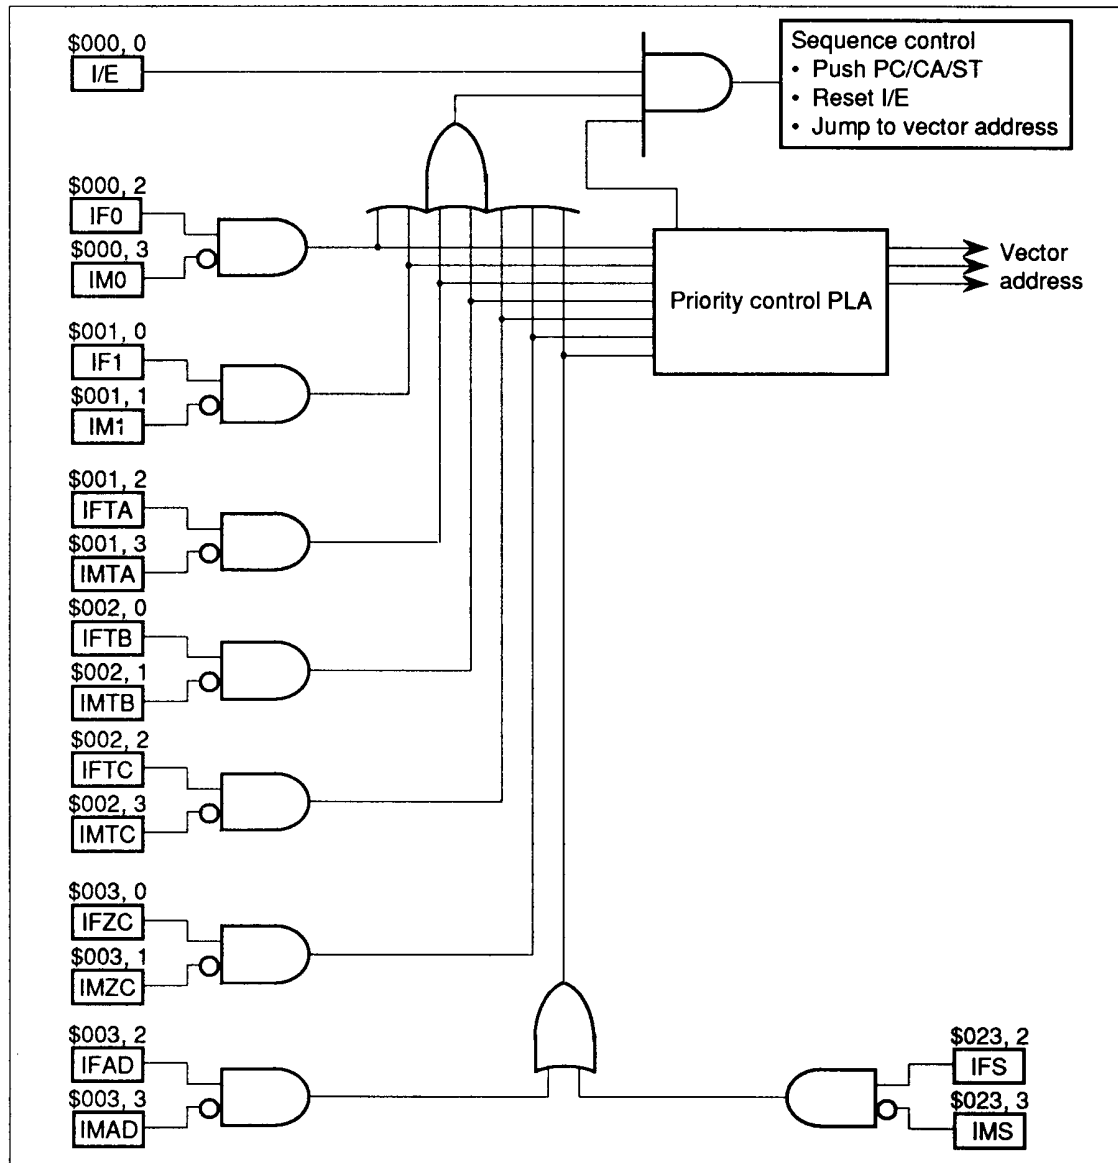 $000, 0
I/E
Sequence control
• Push PC/CA/ST
• Reset I/E
• Jump to vector address
$000, 2
IF0
$000, 3
IM0
Priority control PLA
Vector
address
$001, 0
IF1
$001, 1
IM1
$001, 2
IFTA
$001, 3
IMTA
$002, 0
IFTB
$002, 1
IMTB
$002, 2
IFTC
$002, 3
IMTC
$003, 0
IFZC
$003, 1
IMZC
$003, 2
IFAD
$003, 3
IMAD
$023, 2
IFS
$023, 3
IMS